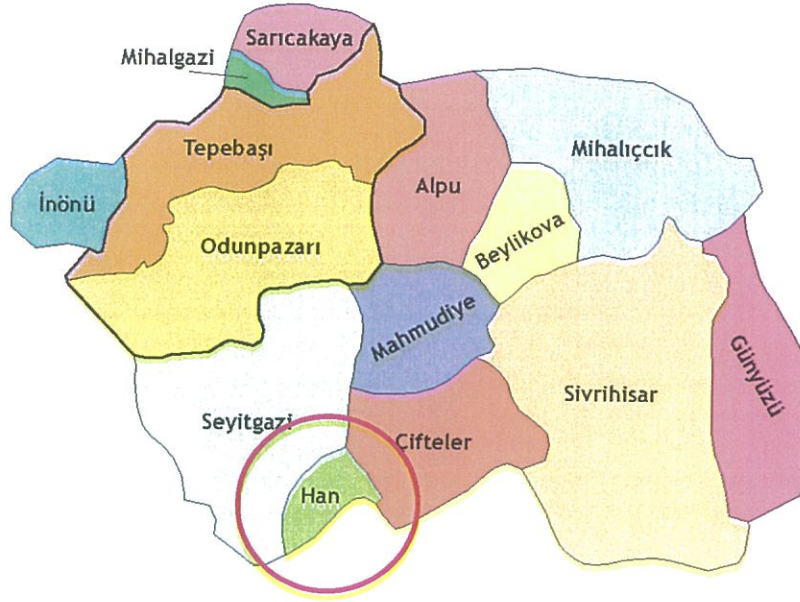 Sarıcakaya
Mihalgazi
Tepebaşı
Mihalıççık
Alpu
İnönü
Beylikova
Odunpazarı
Mahmudiye
Günyüzü
Sivrihisar
Seyitgazi
Çifteler
Han